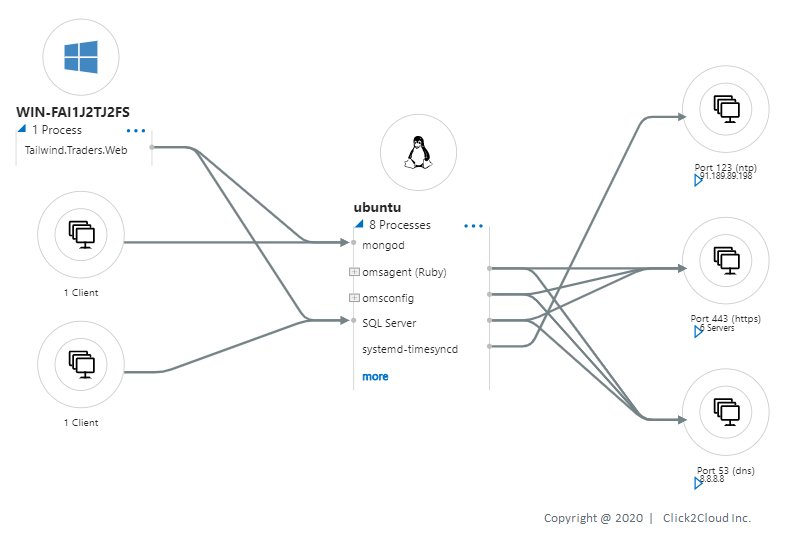 WIN-FAI1J2TJ2FS
1 Process
Tailwind.Traders.Web
1 Client
1 Client
ubuntu
8 Processes
mongod
omsagent (Ruby)
omsconfig
SQL Server
systemd-timesyncd
more
Port 123 (ntp)
91.189.89.198
Port 443 (https)
6 Servers
Port 53 (dns)
8.8.8.8
Copyright @ 2020 | Click2Cloud Inc.